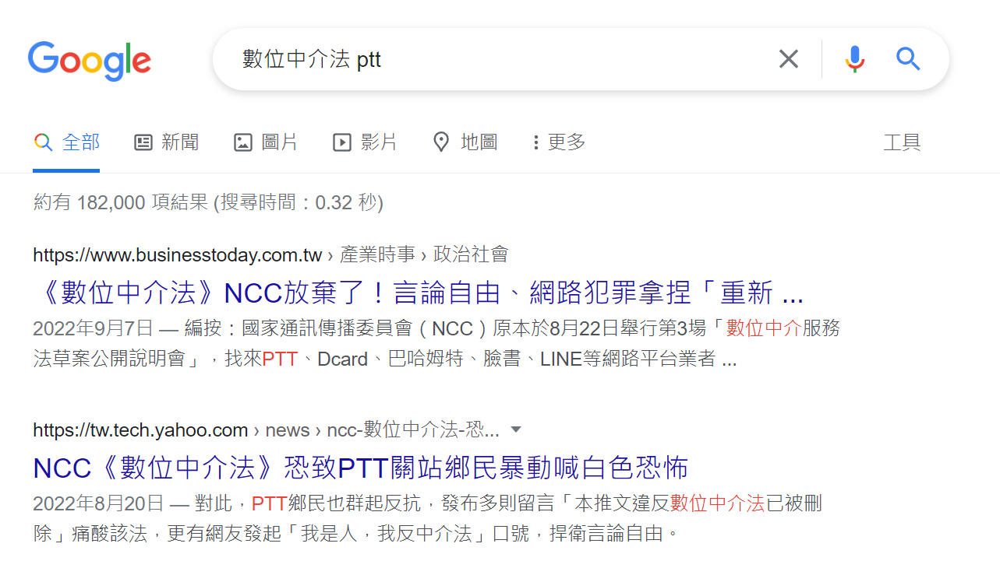 Google
數位中介法 ptt
全部 新聞 圖片 影片 地圖 更多 工具
約有 182,000 項結果 (搜尋時間：0.32 秒)
https://www.businesstoday.com.tw › 產業時事 › 政治社會
《數位中介法》NCC放棄了！言論自由、網路犯罪拿捏「重新 ...
2022年9月7日 — 編按：國家通訊傳播委員會（NCC）原本於8月22日舉行第3場「數位中介服務
法草案公開說明會」，找來PTT、Dcard、巴哈姆特、臉書、LINE等網路平台業者 ...
https://tw.tech.yahoo.com › news › ncc-數位中介法-恐...
NCC《數位中介法》恐致PTT關站鄉民暴動喊白色恐怖
2022年8月20日 — 對此，PTT鄉民也群起反抗，發布多則留言「本推文違反數位中介法已被刪
除」痛酸該法，更有網友發起「我是人，我反中介法」口號，捍衛言論自由。